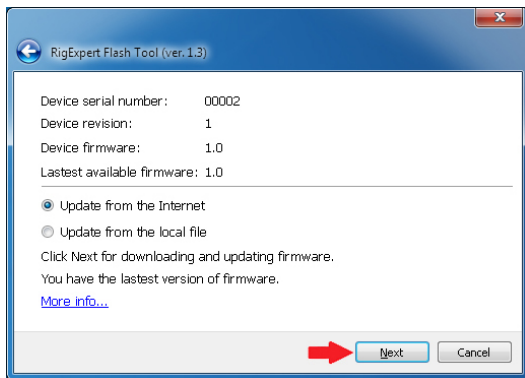 RigExpert Flash Tool (ver. 1.3)
Device serial number: 00002
Device revision: 1
Device firmware: 1.0
Lastest available firmware: 1.0
Update from the Internet
Update from the local file
Click Next for downloading and updating firmware.
You have the lastest version of firmware.
More info...
Next Cancel